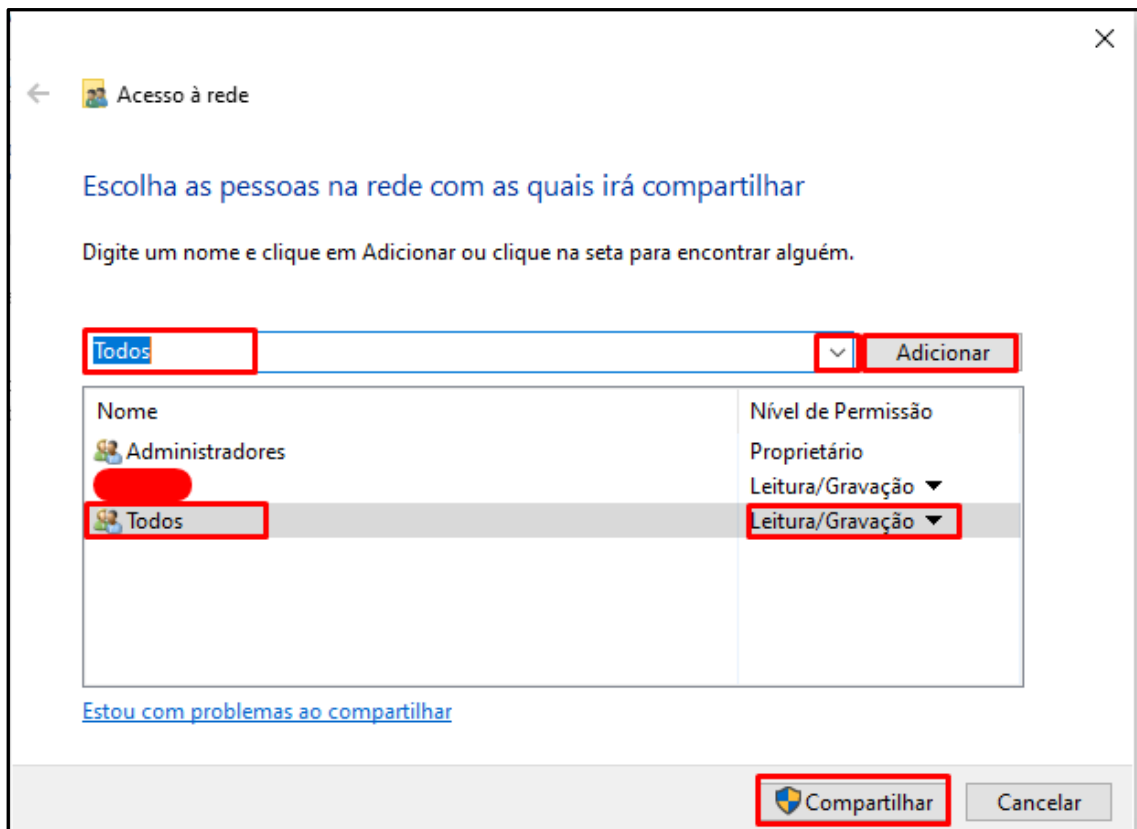 Acesso à rede
Escolha as pessoas na rede com as quais irá compartilhar
Digite um nome e clique em Adicionar ou clique na seta para encontrar alguém.
Todos Adicionar
Nome Nível de Permissão
Administradores Proprietário
Leitura/Gravação
Todos Leitura/Gravação
Estou com problemas ao compartilhar
Compartilhar Cancelar